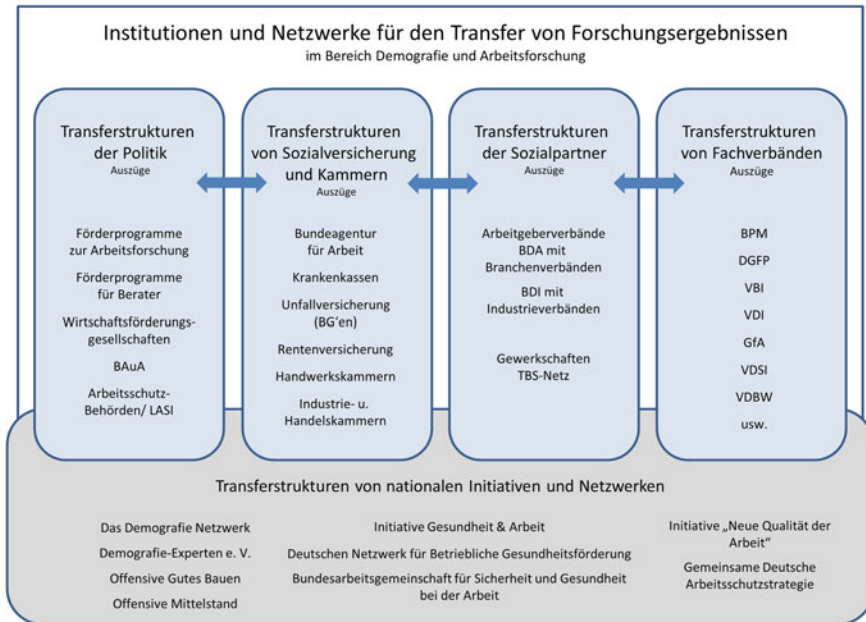 Institutionen und Netzwerke für den Transfer von Forschungsergebnissen
im Bereich Demografie und Arbeitsforschung
Transferstrukturen
der Politik
Auszüge
Förderprogramme
zur Arbeitsforschung
Förderprogramme
für Berater
Wirtschaftsförderungs-
gesellschaften
BAuA
Arbeitsschutz-
Behörden/ LASI
Transferstrukturen
von Sozialversicherung
und Kammern
Auszüge
Bundeagentur
für Arbeit
Krankenkassen
Unfallversicherung
(BG'en)
Rentenversicherung
Handwerkskammern
Industrie- u.
Handelskammern
Transferstrukturen
der Sozialpartner
Auszüge
Arbeitgeberverbände
BDA mit
Branchenverbänden
BDI mit
Industrieverbänden
Gewerkschaften
TBS-Netz
Transferstrukturen
von Fachverbänden
Auszüge
BPM
DGFP
VBI
VDI
GfA
VDSI
VDBW
usw.
Transferstrukturen von nationalen Initiativen und Netzwerken
Das Demografie Netzwerk
Demografie-Experten e. V.
Offensive Gutes Bauen
Offensive Mittelstand
Initiative Gesundheit & Arbeit
Deutschen Netzwerk für Betriebliche Gesundheitsförderung
Bundesarbeitsgemeinschaft für Sicherheit und Gesundheit
bei der Arbeit
Initiative „Neue Qualität der
Arbeit“
Gemeinsame Deutsche
Arbeitsschutzstrategie